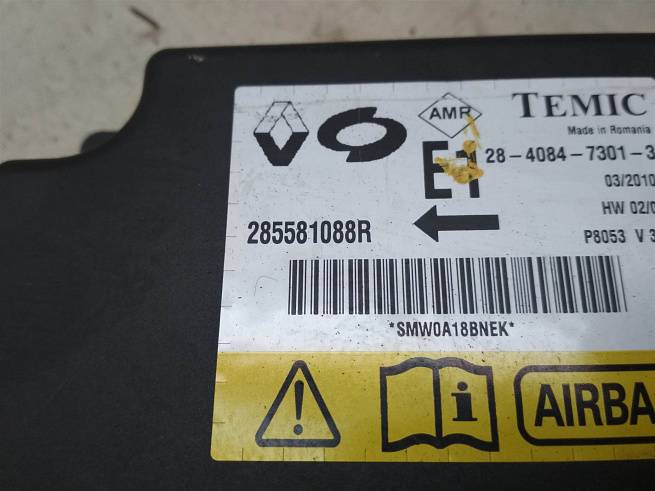 AMR TEMIC
Made in Romania
E1 28-4084-7301-3
03/2010
HW 02/0
285581088R P8053 V 3
*SMW0A18BNEK*
i AIRBA